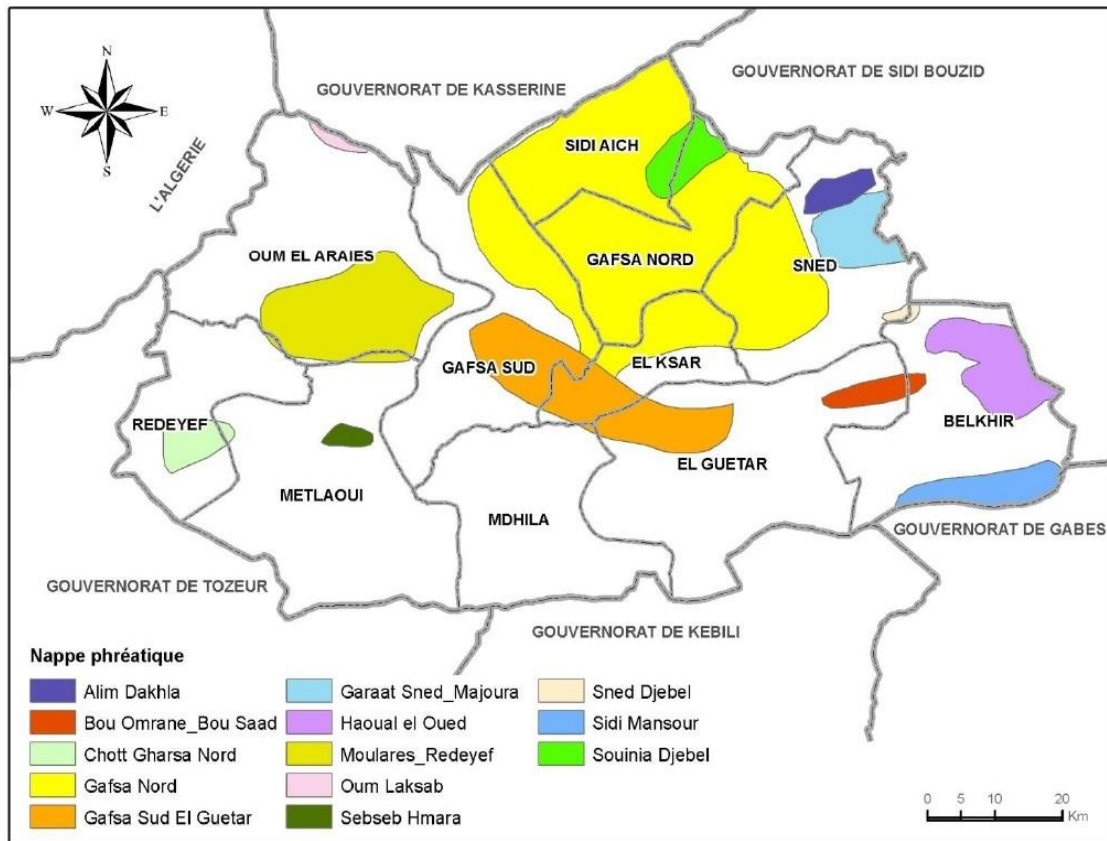 N
W E
S
GOUVERNORAT DE KASSERINE
GOUVERNORAT DE SIDI BOUZID
L'ALGERIE
SIDI AICH
OUM EL ARAIES
GAFSA NORD
SNED
GAFSA SUD
EL KSAR
REDEYEF
BELKHIR
EL GUETAR
METLAOUI
MDHILA
GOUVERNORAT DE GABES
GOUVERNORAT DE TOZEUR
GOUVERNORAT DE KEBILI
Nappe phréatique
Alim Dakhla
Bou Omrane_Bou Saad
Chott Gharsa Nord
Gafsa Nord
Gafsa Sud El Guetar
Garaat Sned_Majoura
Haoual el Oued
Moulares_Redeyef
Oum Laksab
Sebseb Hmara
Sned Djebel
Sidi Mansour
Souinia Djebel
0 5 10 20
Km